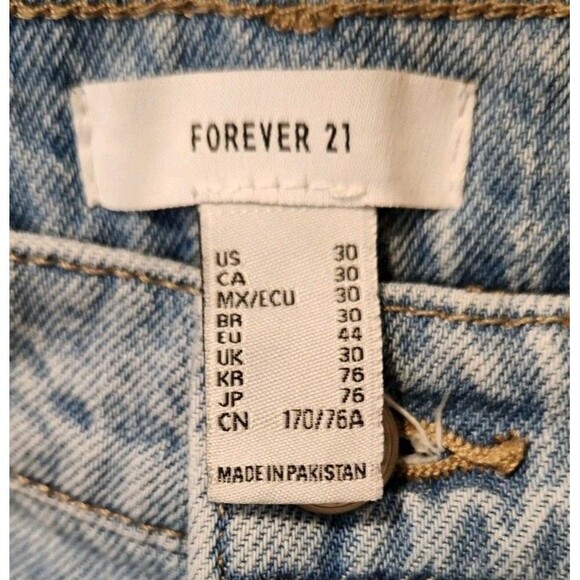 FOREVER 21
US 30
CA 30
MX/ECU 30
BR 30
EU 44
UK 30
KR 76
JP 76
CN 170/76A
MADE IN PAKISTAN